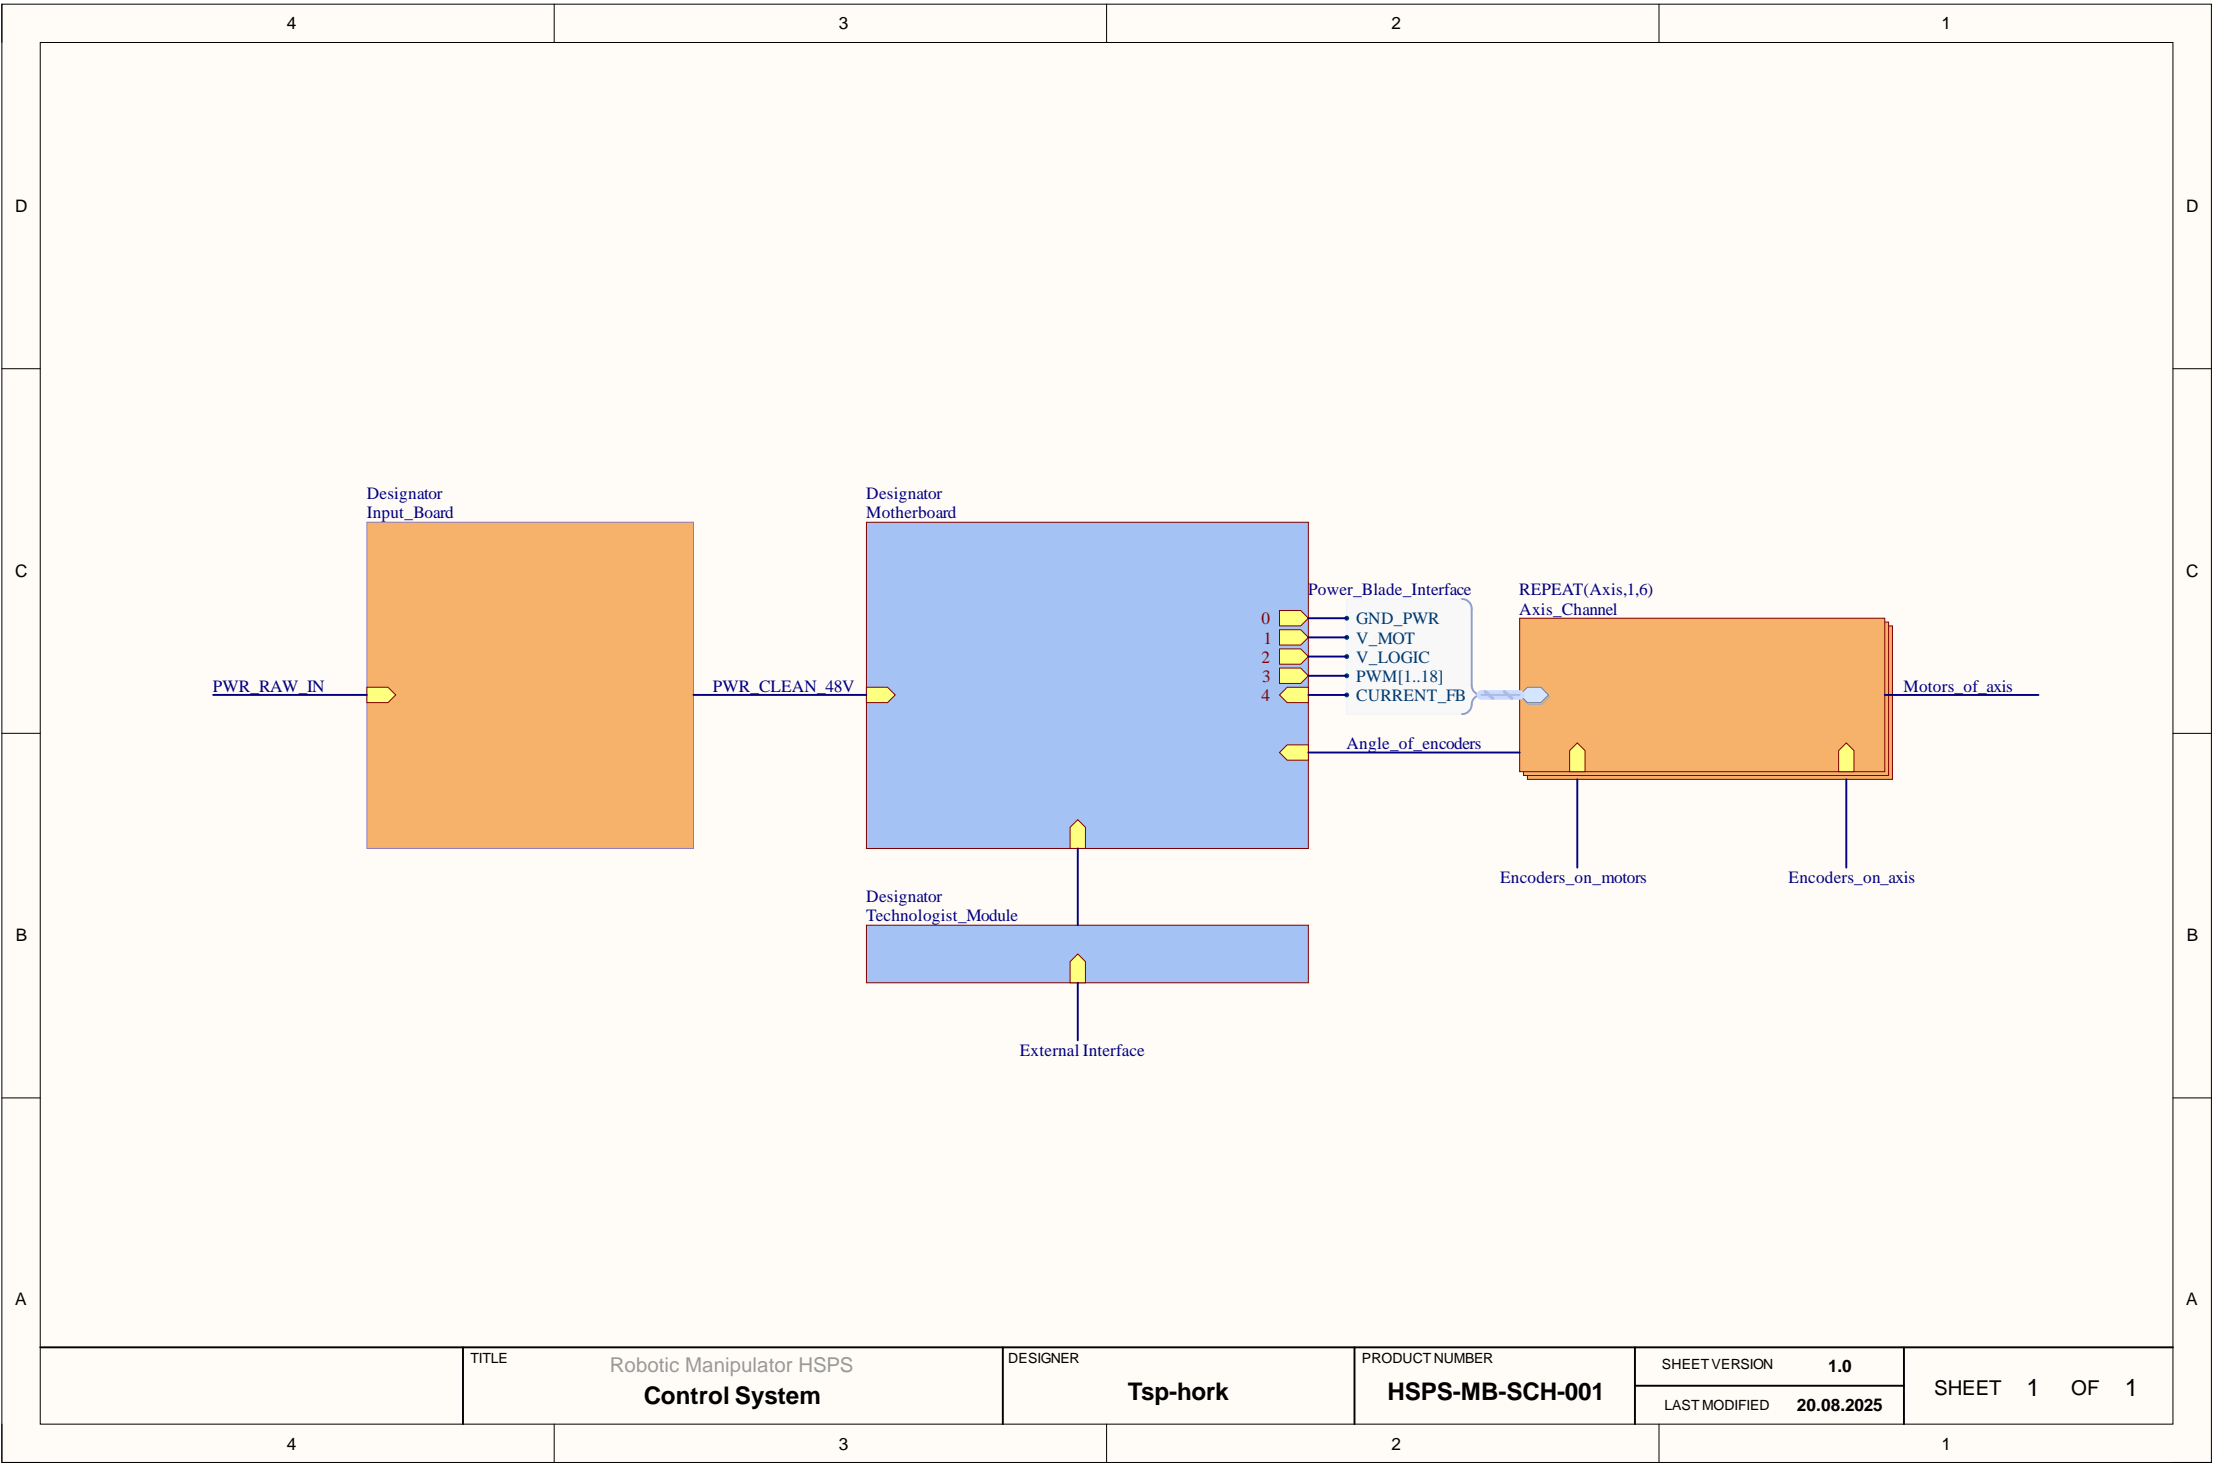 4 3 2 1
D D
Designator
Input_Board
Designator
Motherboard
C C
Power_Blade_Interface
REPEAT(Axis,1,6)
Axis_Channel
0 GND_PWR
1 V_MOT
2 V_LOGIC
3 PWM[1..18]
4 CURRENT_FB
PWR_RAW_IN
PWR_CLEAN_48V
Motors_of_axis
Angle_of_encoders
Encoders_on_motors
Encoders_on_axis
Designator
Technologist_Module
B B
External Interface
A A
TITLE
Robotic Manipulator HSPS
Control System
DESIGNER
Tsp-hork
PRODUCT NUMBER
HSPS-MB-SCH-001
SHEET VERSION 1.0
LAST MODIFIED 20.08.2025
SHEET 1 OF 1
4 3 2 1